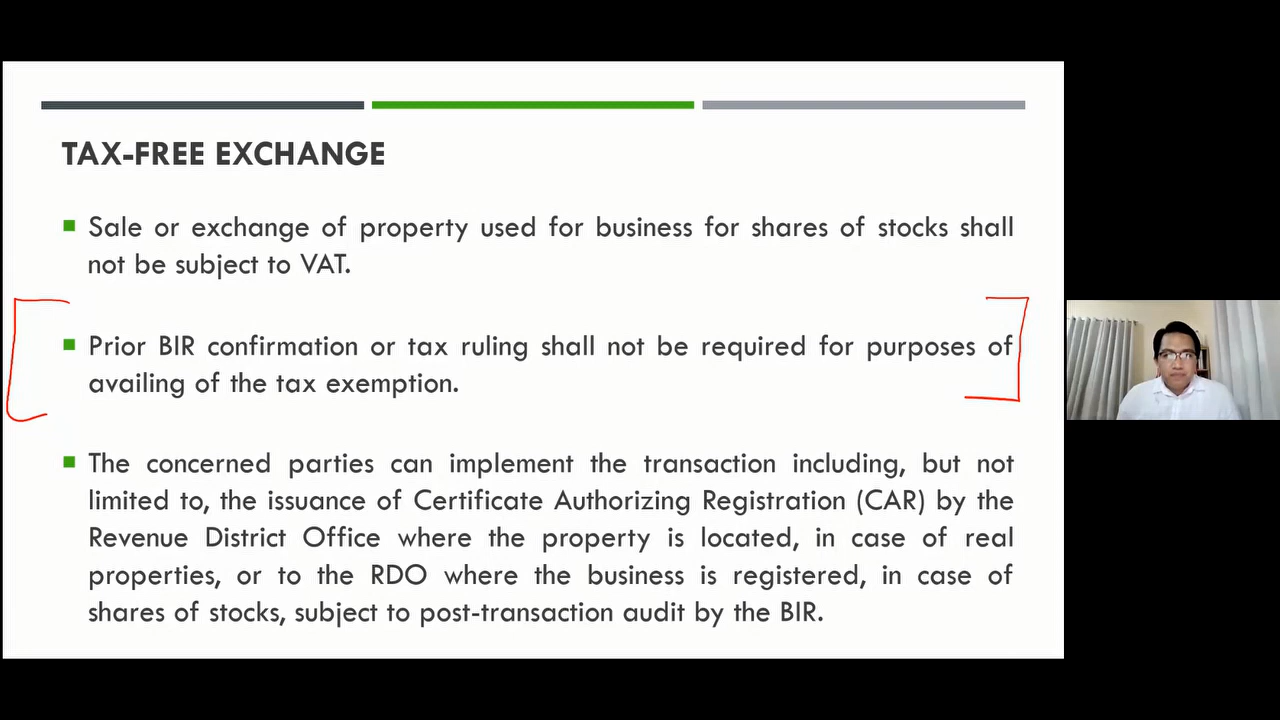 TAX-FREE EXCHANGE
Sale or exchange of property used for business for shares of stocks shall
not be subject to VAT.
Prior BIR confirmation or tax ruling shall not be required for purposes of
availing of the tax exemption.
The concerned parties can implement the transaction including, but not
limited to, the issuance of Certificate Authorizing Registration (CAR) by the
Revenue District Office where the property is located, in case of real
properties, or to the RDO where the business is registered, in case of
shares of stocks, subject to post-transaction audit by the BIR.